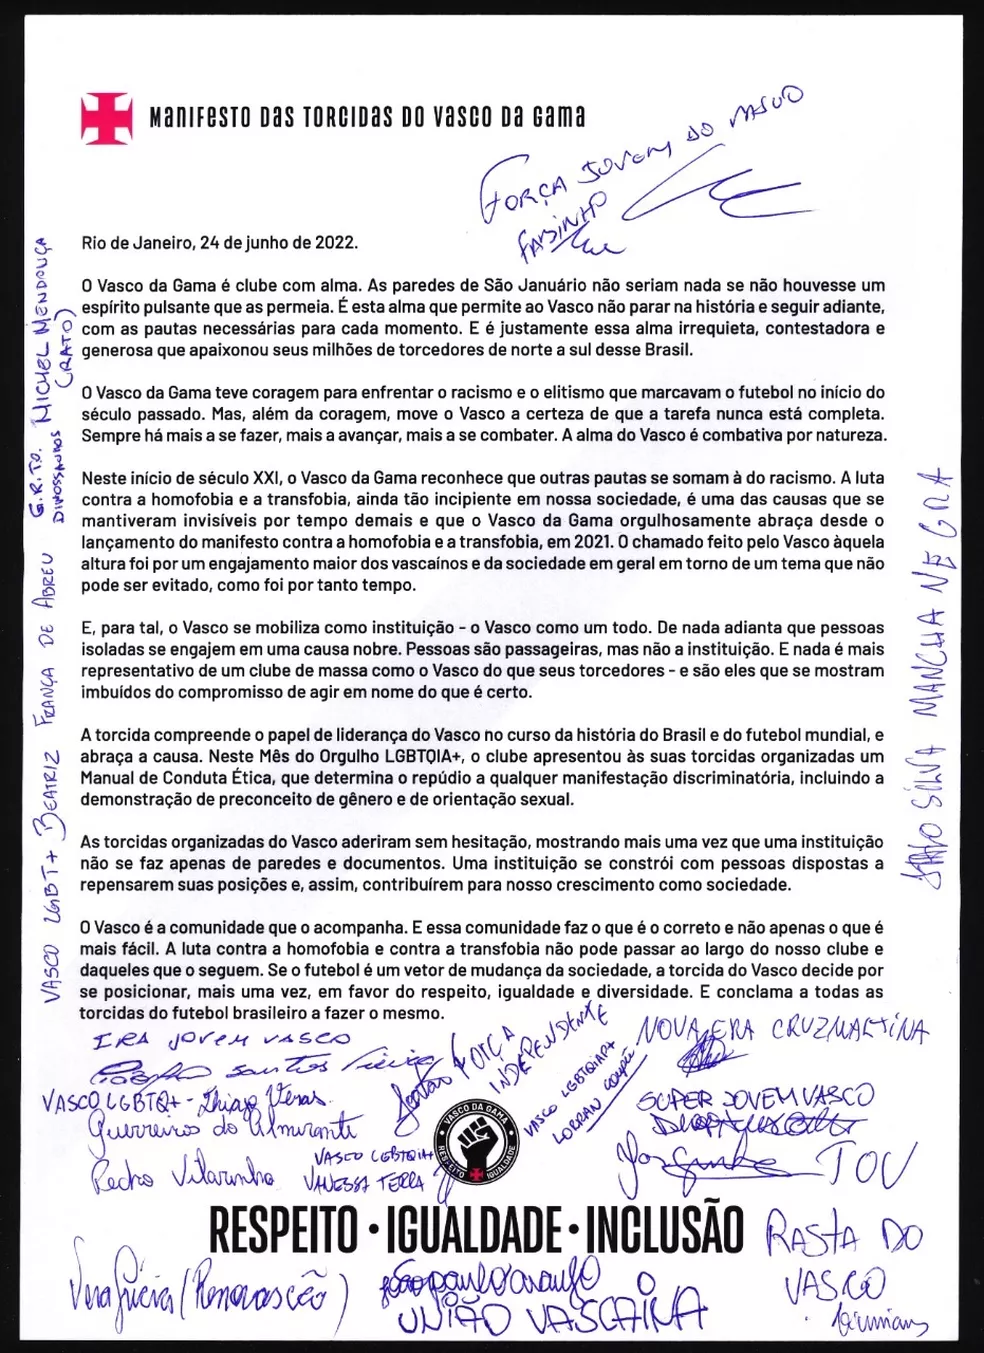 MANIFESTO DAS TORCIDAS DO VASCO DA GAMA
FORÇA JOVEM DO VASCO
FABINHO
Rio de Janeiro, 24 de junho de 2022.
O Vasco da Gama é clube com alma. As paredes de São Januário não seriam nada se não houvesse um
espírito pulsante que as permeia. É esta alma que permite ao Vasco não parar na história e seguir adiante,
com as pautas necessárias para cada momento. E é justamente essa alma irrequieta, contestadora e
generosa que apaixonou seus milhões de torcedores de norte a sul desse Brasil.
O Vasco da Gama teve coragem para enfrentar o racismo e o elitismo que marcavam o futebol no início do
século passado. Mas, além da coragem, move o Vasco a certeza de que a tarefa nunca está completa.
Sempre há mais a se fazer, mais a avançar, mais a se combater. A alma do Vasco é combativa por natureza.
Neste início de século XXI, o Vasco da Gama reconhece que outras pautas se somam à do racismo. A luta
contra a homofobia e a transfobia, ainda tão incipiente em nossa sociedade, é uma das causas que se
mantiveram invisíveis por tempo demais e que o Vasco da Gama orgulhosamente abraça desde o
lançamento do manifesto contra a homofobia e a transfobia, em 2021. O chamado feito pelo Vasco àquela
altura foi por um engajamento maior dos vascaínos e da sociedade em geral em torno de um tema que não
pode ser evitado, como foi por tanto tempo.
E, para tal, o Vasco se mobiliza como instituição - o Vasco como um todo. De nada adianta que pessoas
isoladas se engajem em uma causa nobre. Pessoas são passageiras, mas não a instituição. E nada é mais
representativo de um clube de massa como o Vasco do que seus torcedores - e são eles que se mostram
imbuídos do compromisso de agir em nome do que é certo.
A torcida compreende o papel de liderança do Vasco no curso da história do Brasil e do futebol mundial, e
abraça a causa. Neste Mês do Orgulho LGBTQIA+, o clube apresentou às suas torcidas organizadas um
Manual de Conduta Ética, que determina o repúdio a qualquer manifestação discriminatória, incluindo a
demonstração de preconceito de gênero e de orientação sexual.
As torcidas organizadas do Vasco aderiram sem hesitação, mostrando mais uma vez que uma instituição
não se faz apenas de paredes e documentos. Uma instituição se constrói com pessoas dispostas a
repensarem suas posições e, assim, contribuírem para nosso crescimento como sociedade.
O Vasco é a comunidade que o acompanha. E essa comunidade faz o que é o correto e não apenas o que é
mais fácil. A luta contra a homofobia e contra a transfobia não pode passar ao largo do nosso clube e
daqueles que o seguem. Se o futebol é um vetor de mudança da sociedade, a torcida do Vasco decide por
se posicionar, mais uma vez, em favor do respeito, igualdade e diversidade. E conclama a todas as
torcidas do futebol brasileiro a fazer o mesmo.
G.R.T.O. MICHEL MENDONÇA
DINOSSAUROS (RATO)
VASCO LGBT+ BEATRIZ FRANÇA DE ABREU
SILVA MANCHA NEGRA
IRA JOVEM VASCO
santos Vieira
VASCO LGBTQ+ - Thiago Veras
Guerreiros do Almirante
Pedro Vilarinho
VASCO LGBTQIA+
VANESSA TERRA
FORÇA
INDEPENDENTE
VASCO LGBTQIAP+
LORRAN
NOVA ERA CRUZMALTINA
SUPER JOVEM VASCO
Jorginho TOV
VASCO DA GAMA
RESPEITO IGUALDADE
RESPEITO • IGUALDADE • INCLUSÃO
RASTA DO
VASCO
(Renovascão)
João paulo araujo
UNIÃO VASCAINA